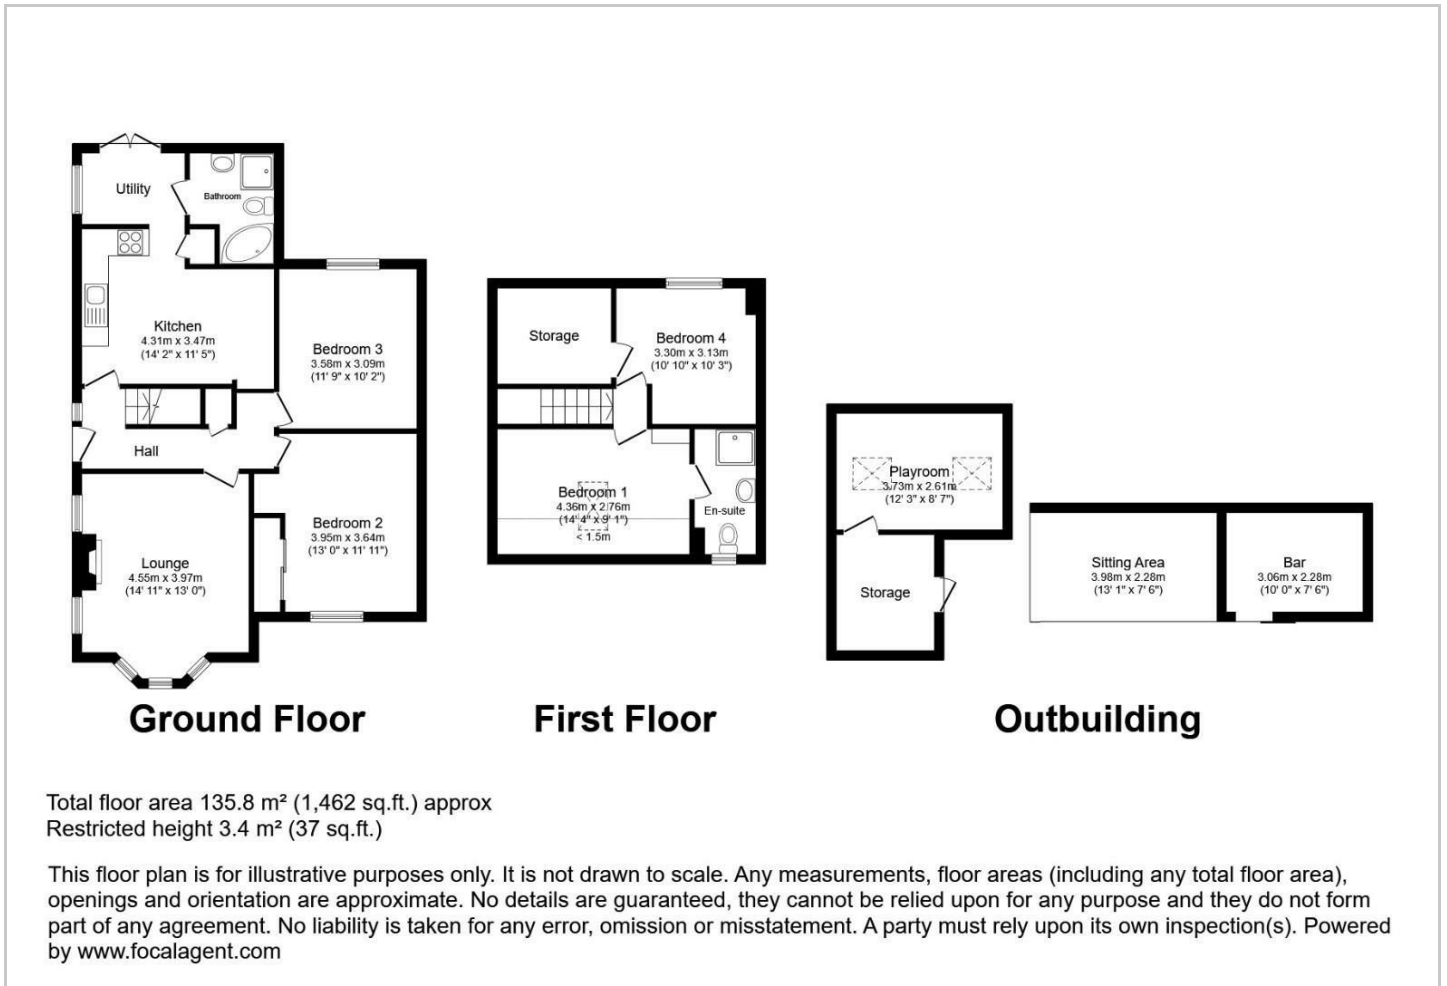 Utility
Bathroom
Kitchen
4.31m x 3.47m
(14' 2" x 11' 5")
Bedroom 3
3.58m x 3.09m
(11' 9" x 10' 2")
Hall
Bedroom 2
3.95m x 3.64m
(13' 0" x 11' 11")
Lounge
4.55m x 3.97m
(14' 11" x 13' 0")
Ground Floor
Storage
Bedroom 4
3.30m x 3.13m
(10' 10" x 10' 3")
Bedroom 1
4.36m x 2.76m
(14' 4" x 9' 1")
< 1.5m
En-suite
First Floor
Playroom
3.73m x 2.61m
(12' 3" x 8' 7")
Storage
Sitting Area
3.98m x 2.28m
(13' 1" x 7' 6")
Bar
3.06m x 2.28m
(10' 0" x 7' 6")
Outbuilding
Total floor area 135.8 m² (1,462 sq.ft.) approx
Restricted height 3.4 m² (37 sq.ft.)
This floor plan is for illustrative purposes only. It is not drawn to scale. Any measurements, floor areas (including any total floor area),
openings and orientation are approximate. No details are guaranteed, they cannot be relied upon for any purpose and they do not form
part of any agreement. No liability is taken for any error, omission or misstatement. A party must rely upon its own inspection(s). Powered
by www.focalagent.com